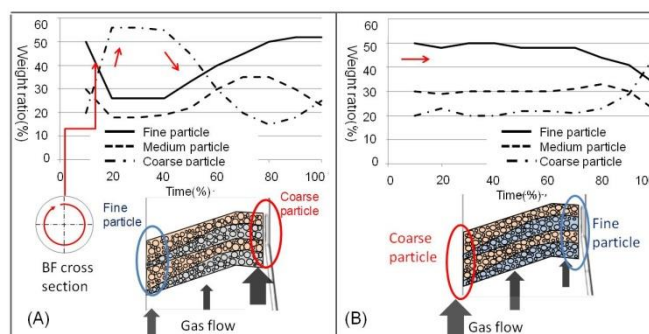 Weight ratio(%)
60
50
40
30
20
10
0
Fine particle
Medium particle
Coarse particle
0 20 40 60 80 100
Time(%)
Fine
particle
Coarse
particle
BF cross
section
(A)
Gas flow
Weight ratio(%)
60
50
40
30
20
10
0
Fine particle
Medium particle
Coarse particle
0 20 40 60 80 100
Time(%)
Coarse
particle
Fine
particle
(B)
Gas flow